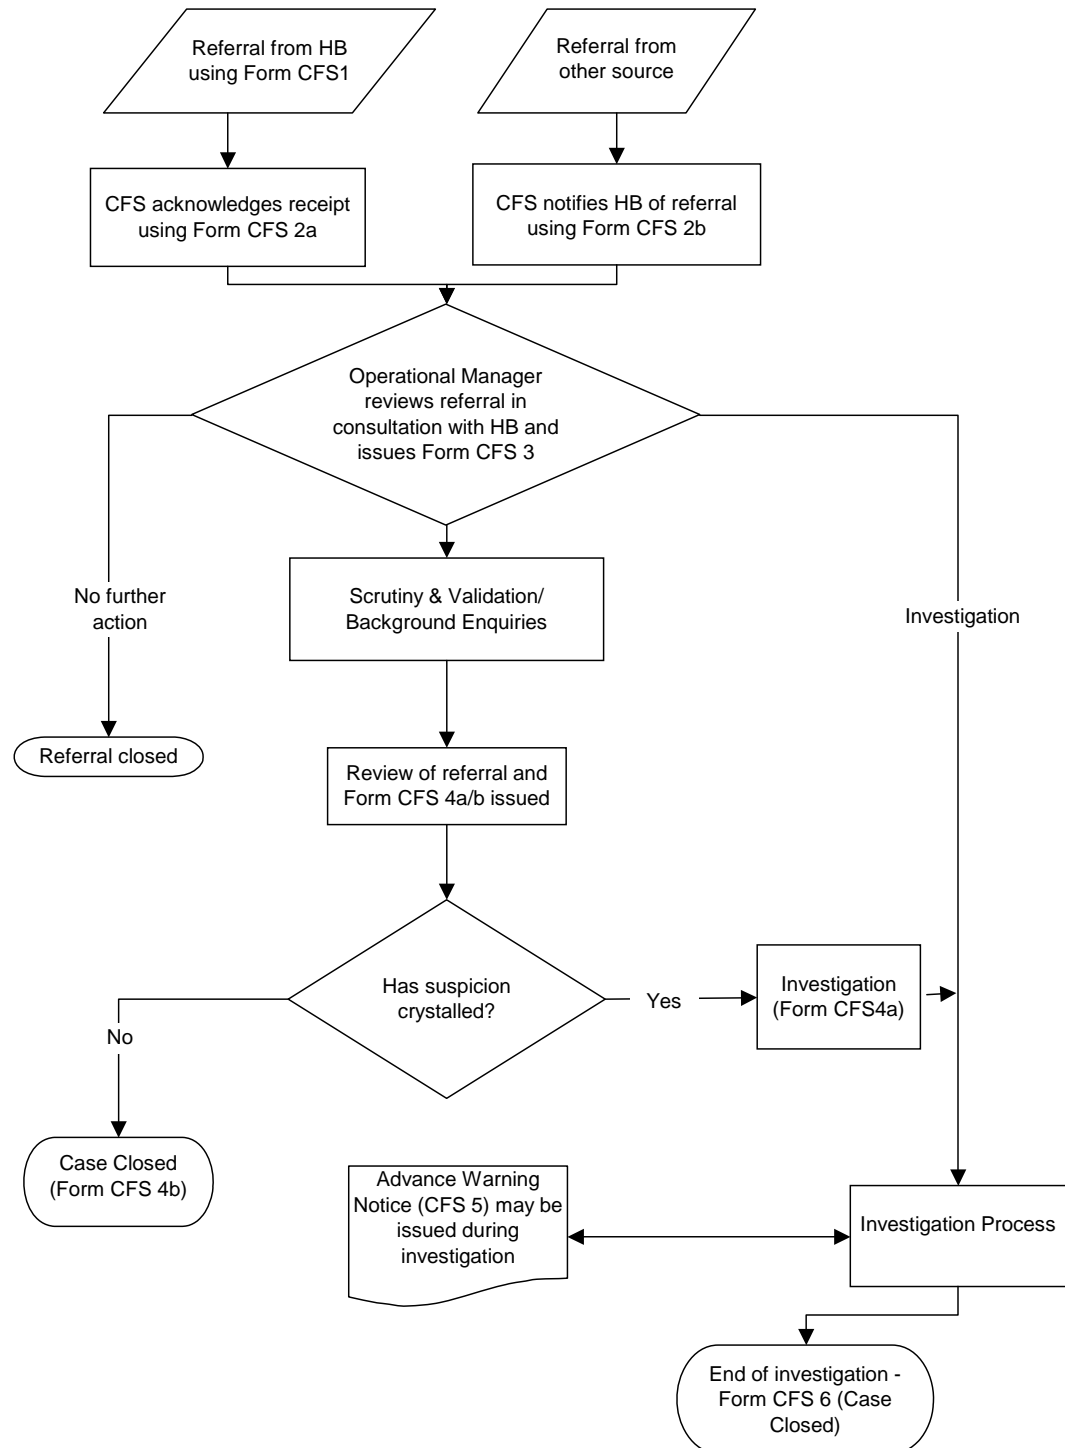 Referral from HB
using Form CFS1
Referral from
other source
CFS acknowledges receipt
using Form CFS 2a
CFS notifies HB of referral
using Form CFS 2b
Operational Manager
reviews referral in
consultation with HB and
issues Form CFS 3
No further
action
Scrutiny & Validation/
Background Enquiries
Investigation
Referral closed
Review of referral and
Form CFS 4a/b issued
Has suspicion
crystalled?
Yes
Investigation
(Form CFS4a)
No
Case Closed
(Form CFS 4b)
Advance Warning
Notice (CFS 5) may be
issued during
investigation
Investigation Process
End of investigation -
Form CFS 6 (Case
Closed)